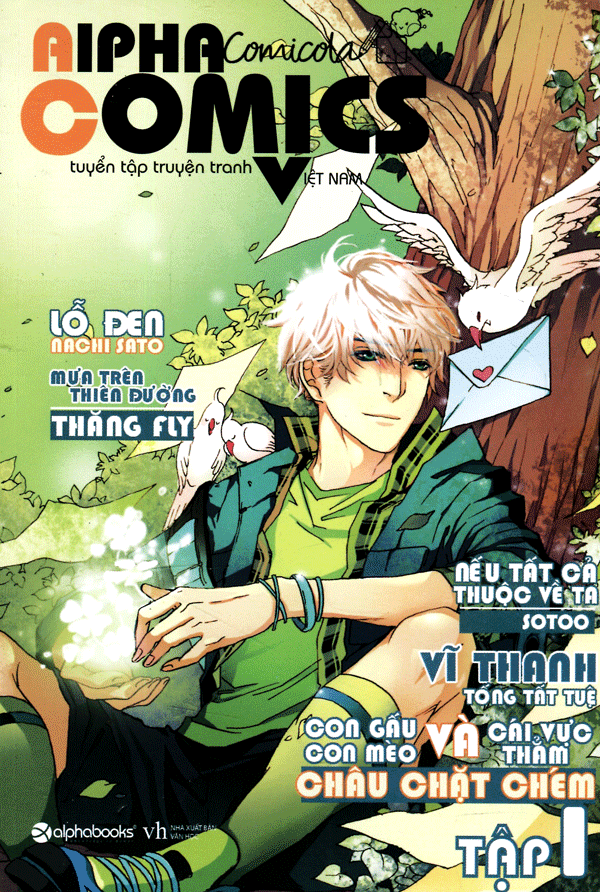 ALPHA Comicola
COMICS
tuyển tập truyện tranh VIỆT NAM
LỖ ĐEN
NACHI SATO
MƯA TRÊN
THIÊN ĐƯỜNG
THĂNG FLY
NẾU TẤT CẢ
THUỘC VỀ TA
SOTOO
VĨ THANH
TỐNG TẤT TUỆ
CON GẤU
CON MÈO
VÀ
CÁI VỰC
THẲM
CHÂU CHẶT CHÉM
TẬP 1
alphabooks®
vh
NHÀ XUẤT BẢN
VĂN HỌC